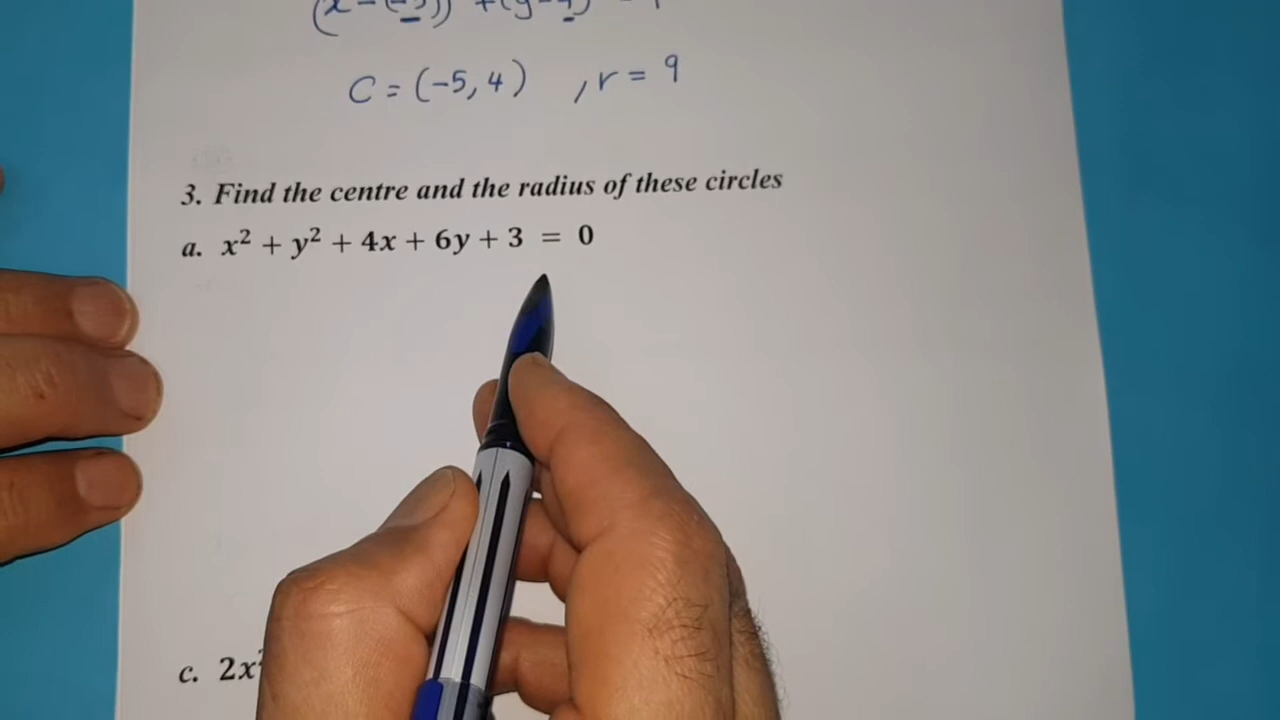 C = (-5, 4) , r = 9
3. Find the centre and the radius of these circles
a. x² + y² + 4x + 6y + 3 = 0
c. 2x